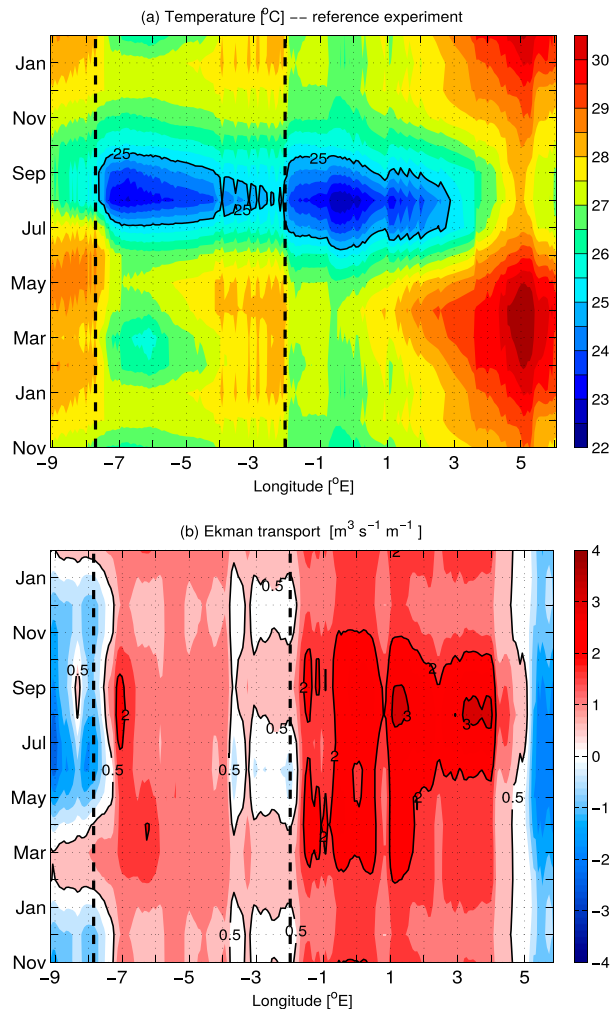 (a) Temperature [°C] −− reference experiment
Jan
Nov
Sep
Jul
May
Mar
Jan
Nov
25
25
25
30
29
28
27
26
25
24
23
22
−9 −7 −5 −3 −1 1 3 5
Longitude [°E]
(b) Ekman transport [m³ s⁻¹ m⁻¹ ]
Jan
Nov
Sep
Jul
May
Mar
Jan
Nov
2
0.5
0.5
2
2
2
3
3
0.5
0.5
2
0.5
0.5
2
2
0.5
0.5
0.5
4
3
2
1
0
−1
−2
−3
−4
−9 −7 −5 −3 −1 1 3 5
Longitude [°E]